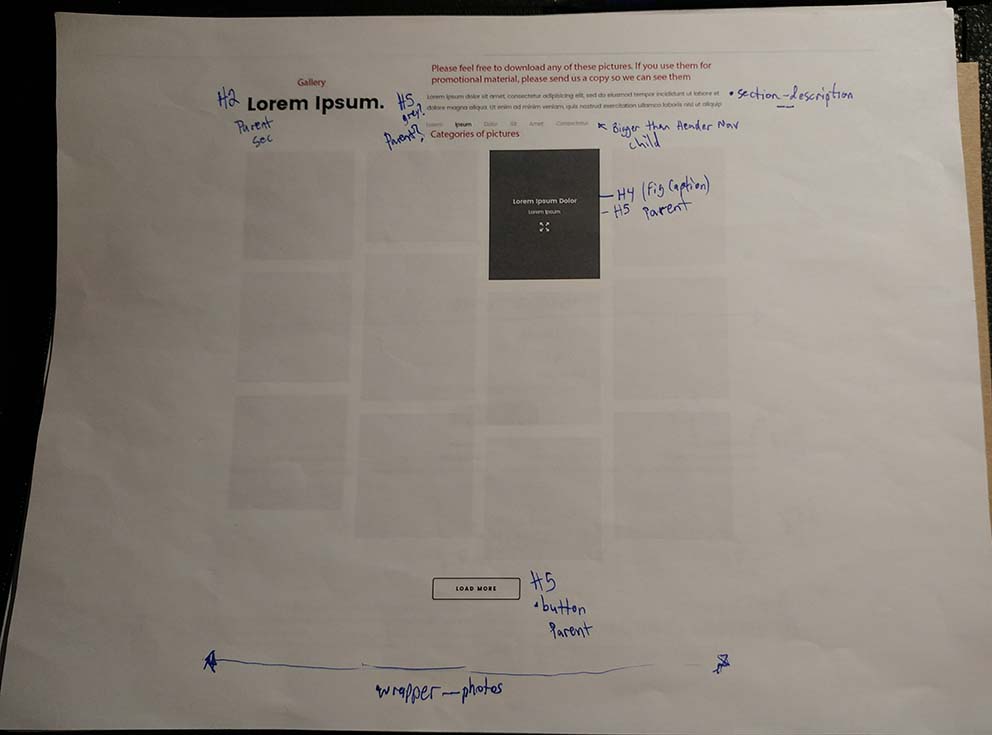 Please feel free to download any of these pictures. If you use them for
promotional material, please send us a copy so we can see them
Gallery
H2 Lorem Ipsum.
Parent
Sec
H5
grey?
Parent?
Lorem ipsum dolor sit amet, consectetur adipisicing elit, sed do eiusmod tempor incididunt ut labore et
dolore magna aliqua. Ut enim ad minim veniam, quis nostrud exercitation ullamco laboris nisi ut aliquip
• section--description
Lorem Ipsum Dolor Sit Amet Consectetur
Bigger than Header Nav
child
Categories of pictures
Lorem Ipsum Dolor
Lorem Ipsum
H4 (Fig Caption)
H5 Parent
LOAD MORE
H5
• button
Parent
wrapper--photos